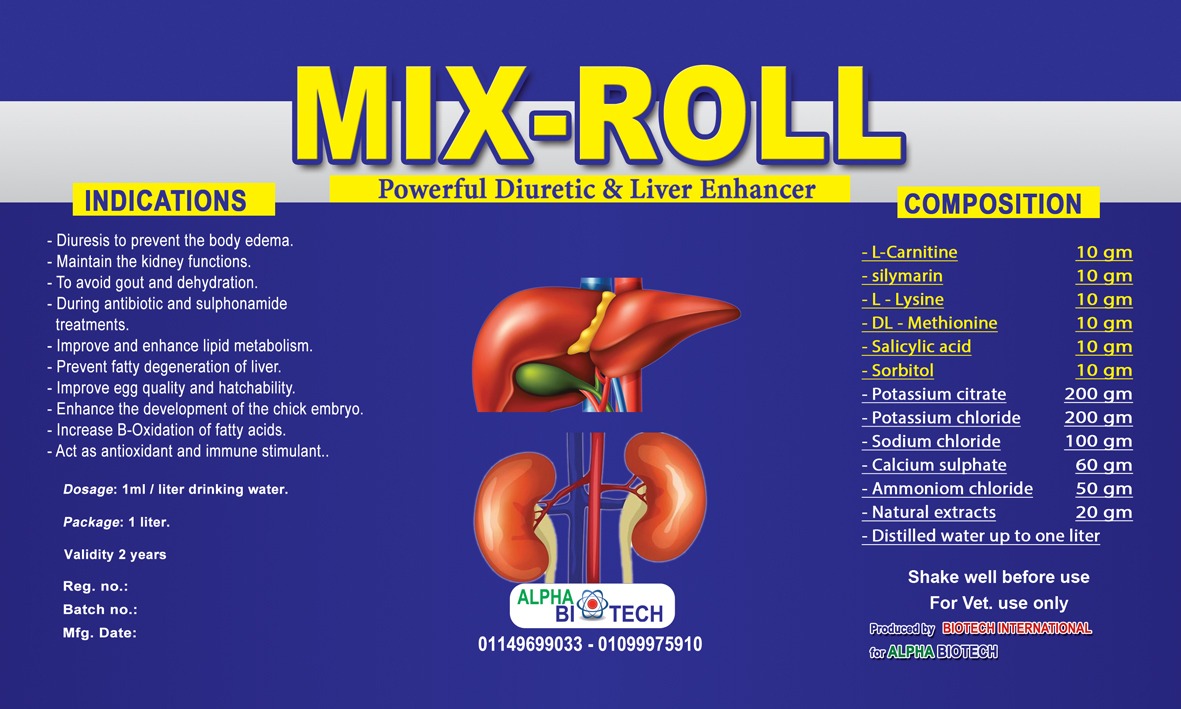 MIX-ROLL
Powerful Diuretic & Liver Enhancer
INDICATIONS
- Diuresis to prevent the body edema.
- Maintain the kidney functions.
- To avoid gout and dehydration.
- During antibiotic and sulphonamide
treatments.
- Improve and enhance lipid metabolism.
- Prevent fatty degeneration of liver.
- Improve egg quality and hatchability.
- Enhance the development of the chick embryo.
- Increase B-Oxidation of fatty acids.
- Act as antioxidant and immune stimulant..
Dosage: 1ml / liter drinking water.
Package: 1 liter.
Validity 2 years
Reg. no.:
Batch no.:
Mfg. Date:
ALPHA
BIOTECH
01149699033 - 01099975910
COMPOSITION
- L-Carnitine 10 gm
- silymarin 10 gm
- L - Lysine 10 gm
- DL - Methionine 10 gm
- Salicylic acid 10 gm
- Sorbitol 10 gm
- Potassium citrate 200 gm
- Potassium chloride 200 gm
- Sodium chloride 100 gm
- Calcium sulphate 60 gm
- Ammoniom chloride 50 gm
- Natural extracts 20 gm
- Distilled water up to one liter
Shake well before use
For Vet. use only
Produced by BIOTECH INTERNATIONAL
for ALPHA BIOTECH